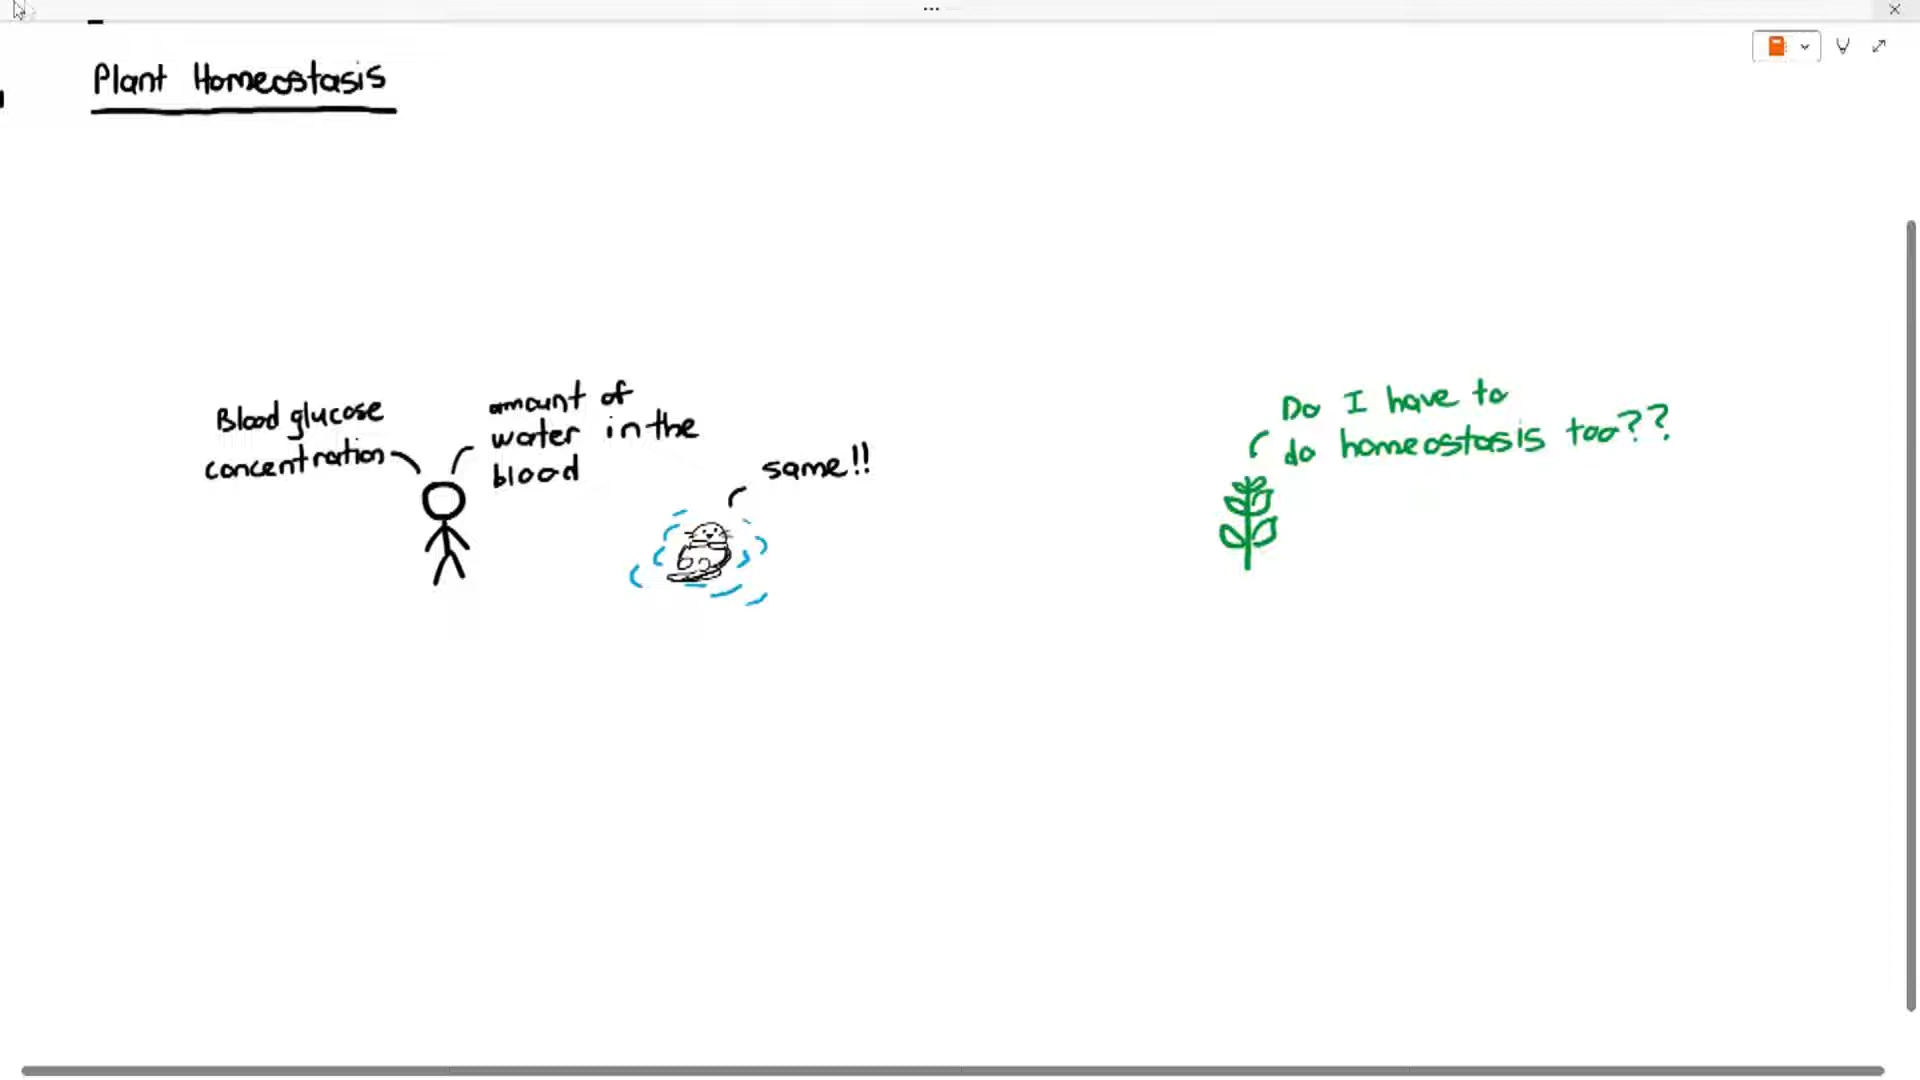 Plant Homeostasis
Blood glucose
concentration
amount of
water in the
blood
same!!
Do I have to
do homeostasis too??